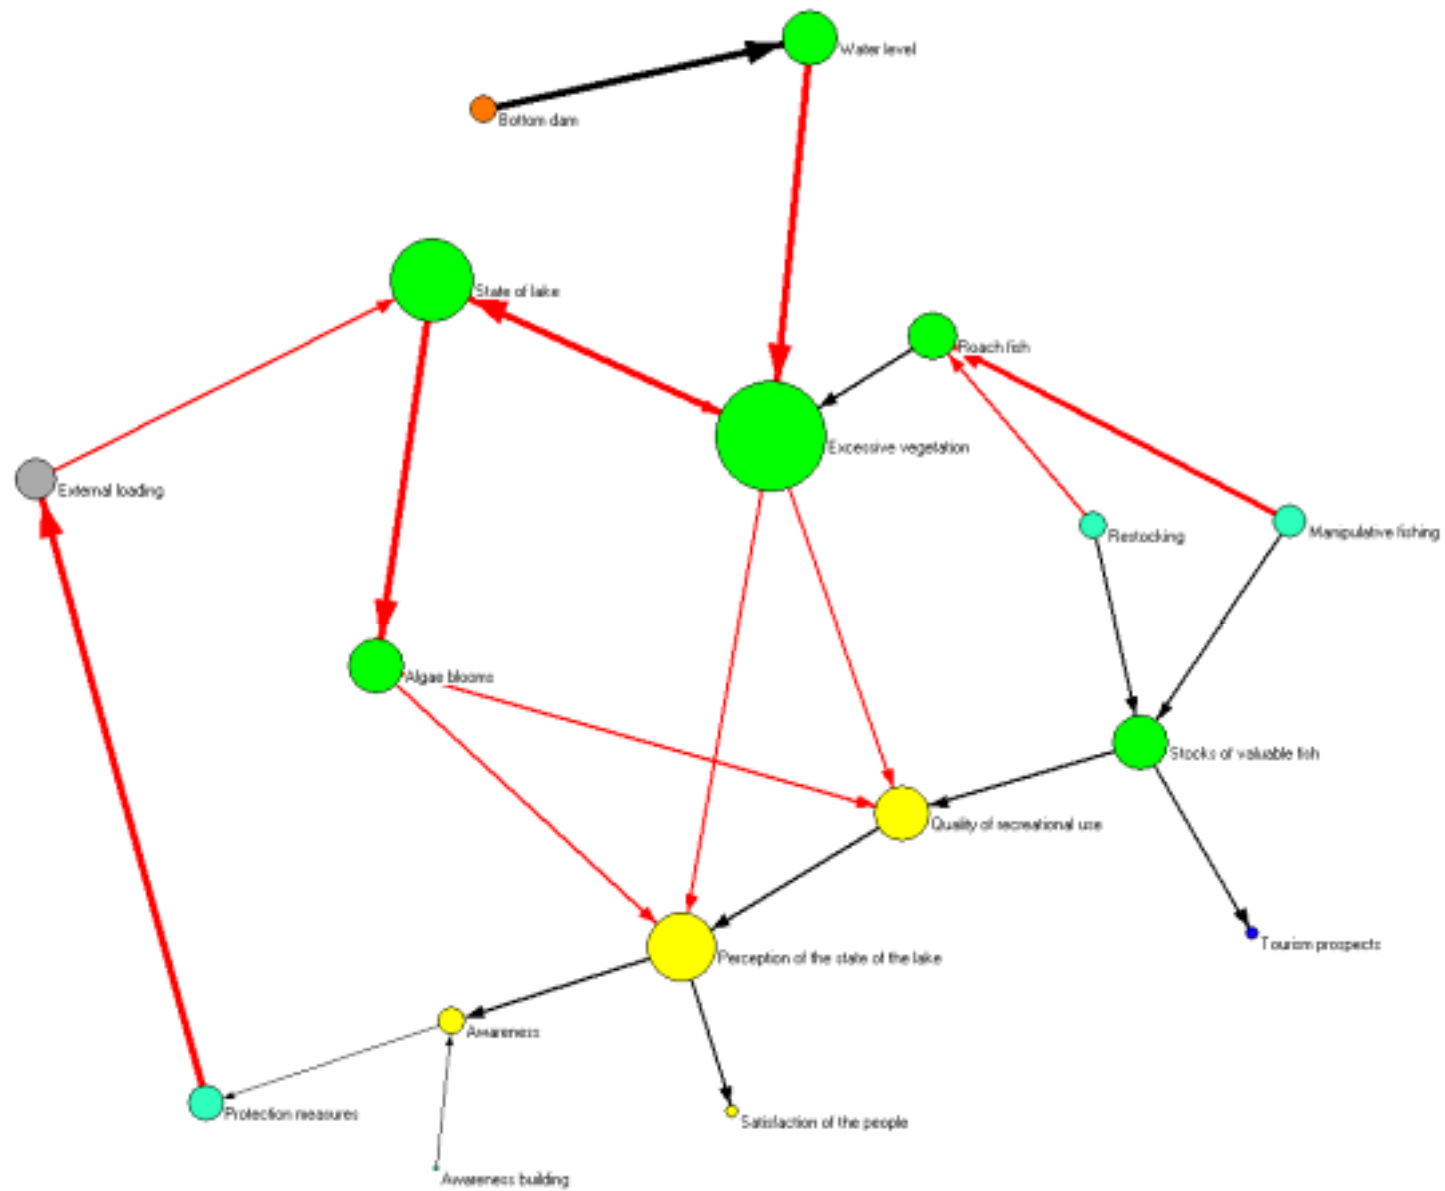 Water level
Bottom dam
State of lake
Roach fish
Excessive vegetation
External loading
Restocking
Manipulative fishing
Algae blooms
Stocks of valuable fish
Quality of recreational use
Tourism prospects
Perception of the state of the lake
Awareness
Protection measures
Satisfaction of the people
Awareness building